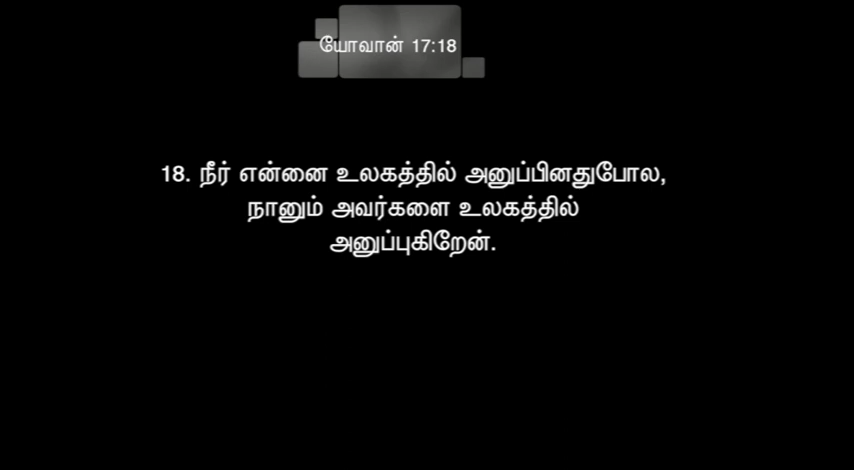 யோவான் 17:18
18. நீர் என்னை உலகத்தில் அனுப்பினதுபோல,
நானும் அவர்களை உலகத்தில்
அனுப்புகிறேன்.